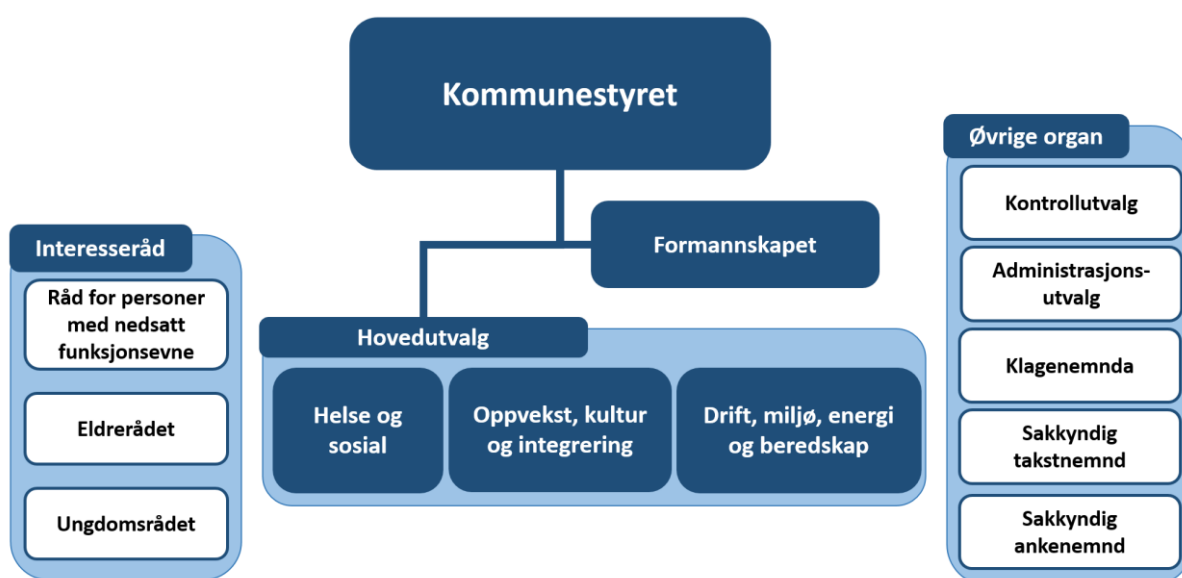 Kommunestyret
Formannskapet
Interesseråd
Råd for personer
med nedsatt
funksjonsevne
Eldrerådet
Ungdomsrådet
Hovedutvalg
Helse og
sosial
Oppvekst, kultur
og integrering
Drift, miljø, energi
og beredskap
Øvrige organ
Kontrollutvalg
Administrasjons-
utvalg
Klagenemnda
Sakkyndig
takstnemnd
Sakkyndig
ankenemnd